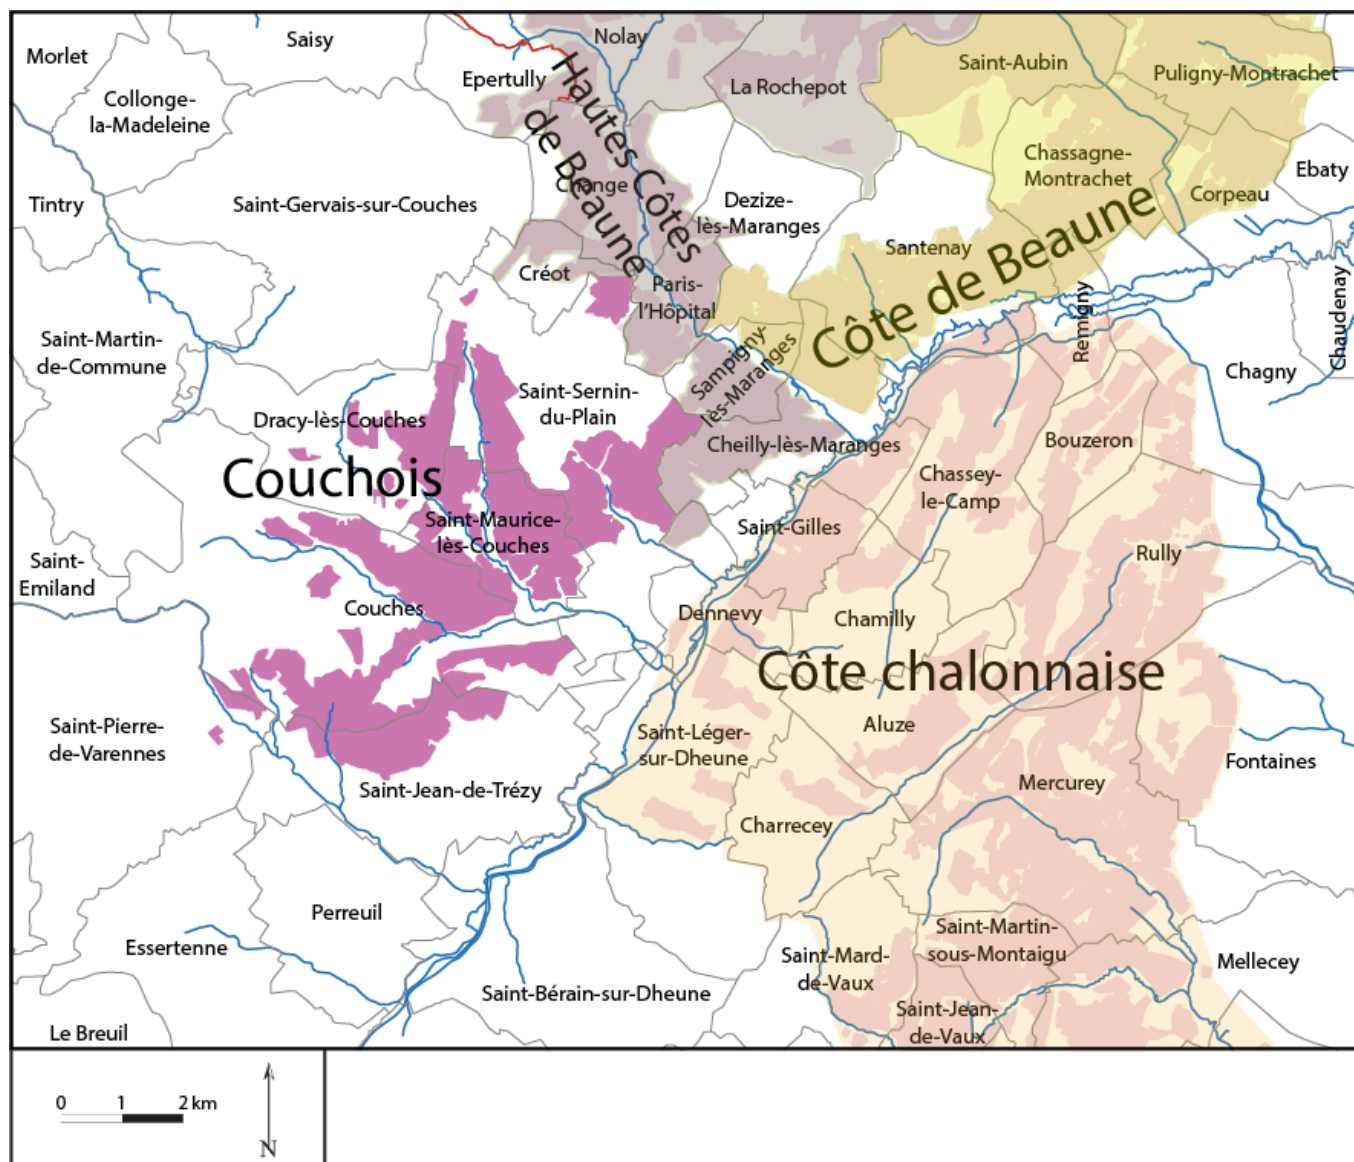 Morlet
Saisy
Nolay
Epertully
Collonge-
la-Madeleine
La Rochepot
Saint-Aubin
Puligny-Montrachet
Hautes Côtes
de Beaune
Chassagne-
Montrachet
Ebaty
Corpeau
Tintry
Saint-Gervais-sur-Couches
Change
Dezize-
lès-Maranges
Santenay
Côte de Beaune
Créot
Paris-
l'Hôpital
Remigny
Chaudenay
Saint-Martin-
de-Commune
Sampigny-
lès-Maranges
Chagny
Saint-Sernin-
du-Plain
Dracy-lès-Couches
Cheilly-lès-Maranges
Bouzeron
Couchois
Chassey-
le-Camp
Saint-Maurice-
lès-Couches
Saint-Gilles
Rully
Saint-
Emiland
Couches
Dennevy
Chamilly
Côte chalonnaise
Saint-Pierre-
de-Varennes
Saint-Léger-
sur-Dheune
Aluze
Fontaines
Saint-Jean-de-Trézy
Mercurey
Charrecey
Perreuil
Essertenne
Saint-Martin-
sous-Montaigu
Saint-Mard-
de-Vaux
Mellecey
Saint-Bérain-sur-Dheune
Saint-Jean-
de-Vaux
Le Breuil
0 1 2 km
N